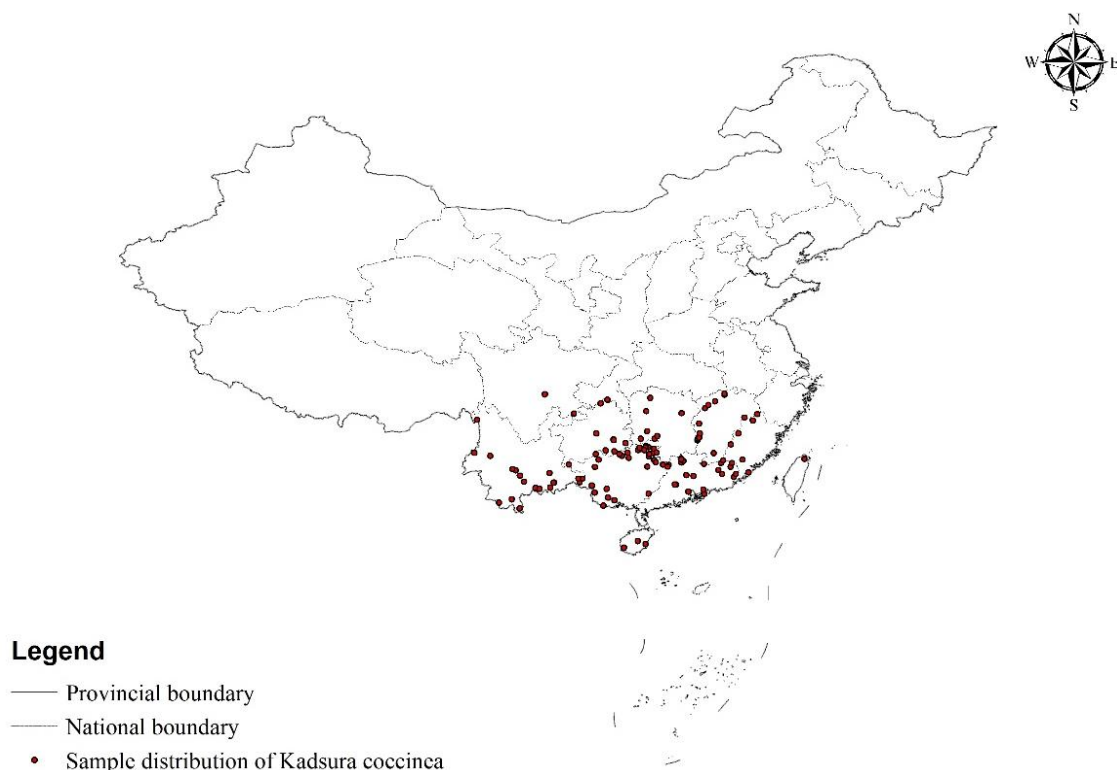 N
W E
S
Legend
Provincial boundary
National boundary
Sample distribution of Kadsura coccinea